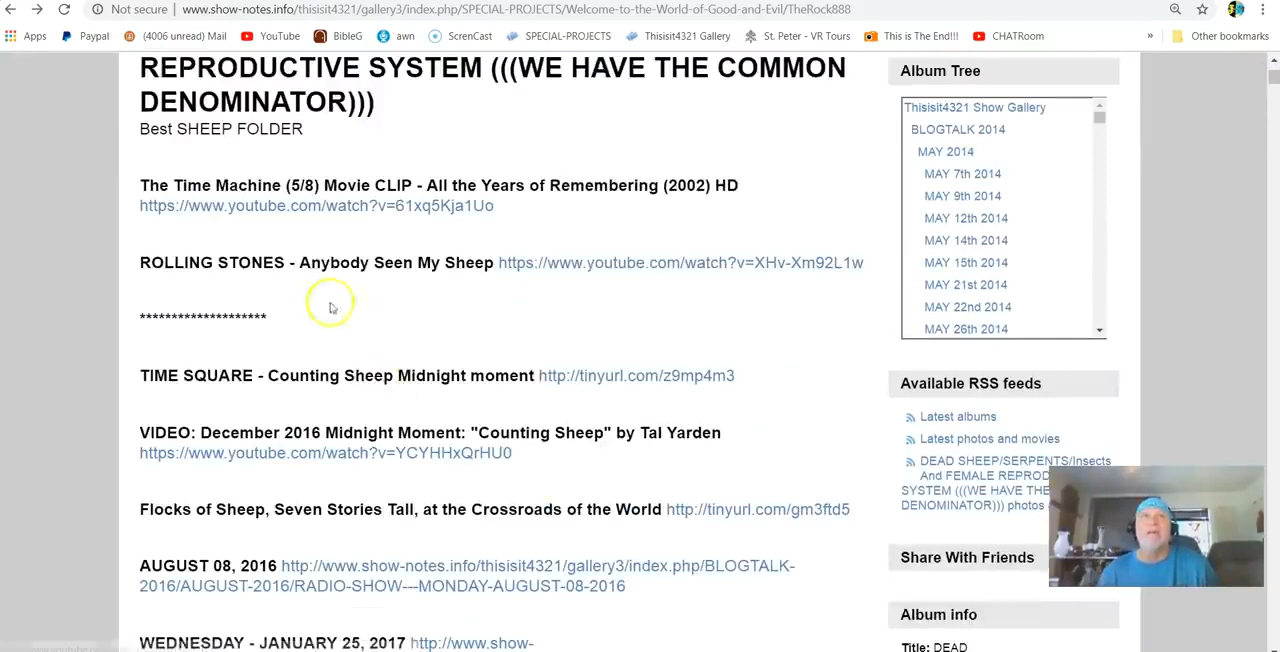 Not secure | www.show-notes.info/thisisit4321/gallery3/index.php/SPECIAL-PROJECTS/Welcome-to-the-World-of-Good-and-Evil/TheRock888
Apps Paypal (4006 unread) Mail YouTube BibleG awn ScrenCast SPECIAL-PROJECTS Thisisit4321 Gallery St. Peter - VR Tours This is The End!!! CHATRoom » Other bookmarks
REPRODUCTIVE SYSTEM (((WE HAVE THE COMMON
DENOMINATOR)))
Best SHEEP FOLDER
The Time Machine (5/8) Movie CLIP - All the Years of Remembering (2002) HD
https://www.youtube.com/watch?v=61xq5Kja1Uo
ROLLING STONES - Anybody Seen My Sheep https://www.youtube.com/watch?v=XHv-Xm92L1w
********************
TIME SQUARE - Counting Sheep Midnight moment http://tinyurl.com/z9mp4m3
VIDEO: December 2016 Midnight Moment: "Counting Sheep" by Tal Yarden
https://www.youtube.com/watch?v=YCYHHxQrHU0
Flocks of Sheep, Seven Stories Tall, at the Crossroads of the World http://tinyurl.com/gm3ftd5
AUGUST 08, 2016 http://www.show-notes.info/thisisit4321/gallery3/index.php/BLOGTALK-
2016/AUGUST-2016/RADIO-SHOW---MONDAY-AUGUST-08-2016
WEDNESDAY - JANUARY 25, 2017 http://www.show-
Album Tree
Thisisit4321 Show Gallery
BLOGTALK 2014
MAY 2014
MAY 7th 2014
MAY 9th 2014
MAY 12th 2014
MAY 14th 2014
MAY 15th 2014
MAY 21st 2014
MAY 22nd 2014
MAY 26th 2014
Available RSS feeds
Latest albums
Latest photos and movies
DEAD SHEEP/SERPENTS/Insects
And FEMALE REPROD
SYSTEM (((WE HAVE THE
DENOMINATOR))) photos
Share With Friends
Album info
Title: DEAD